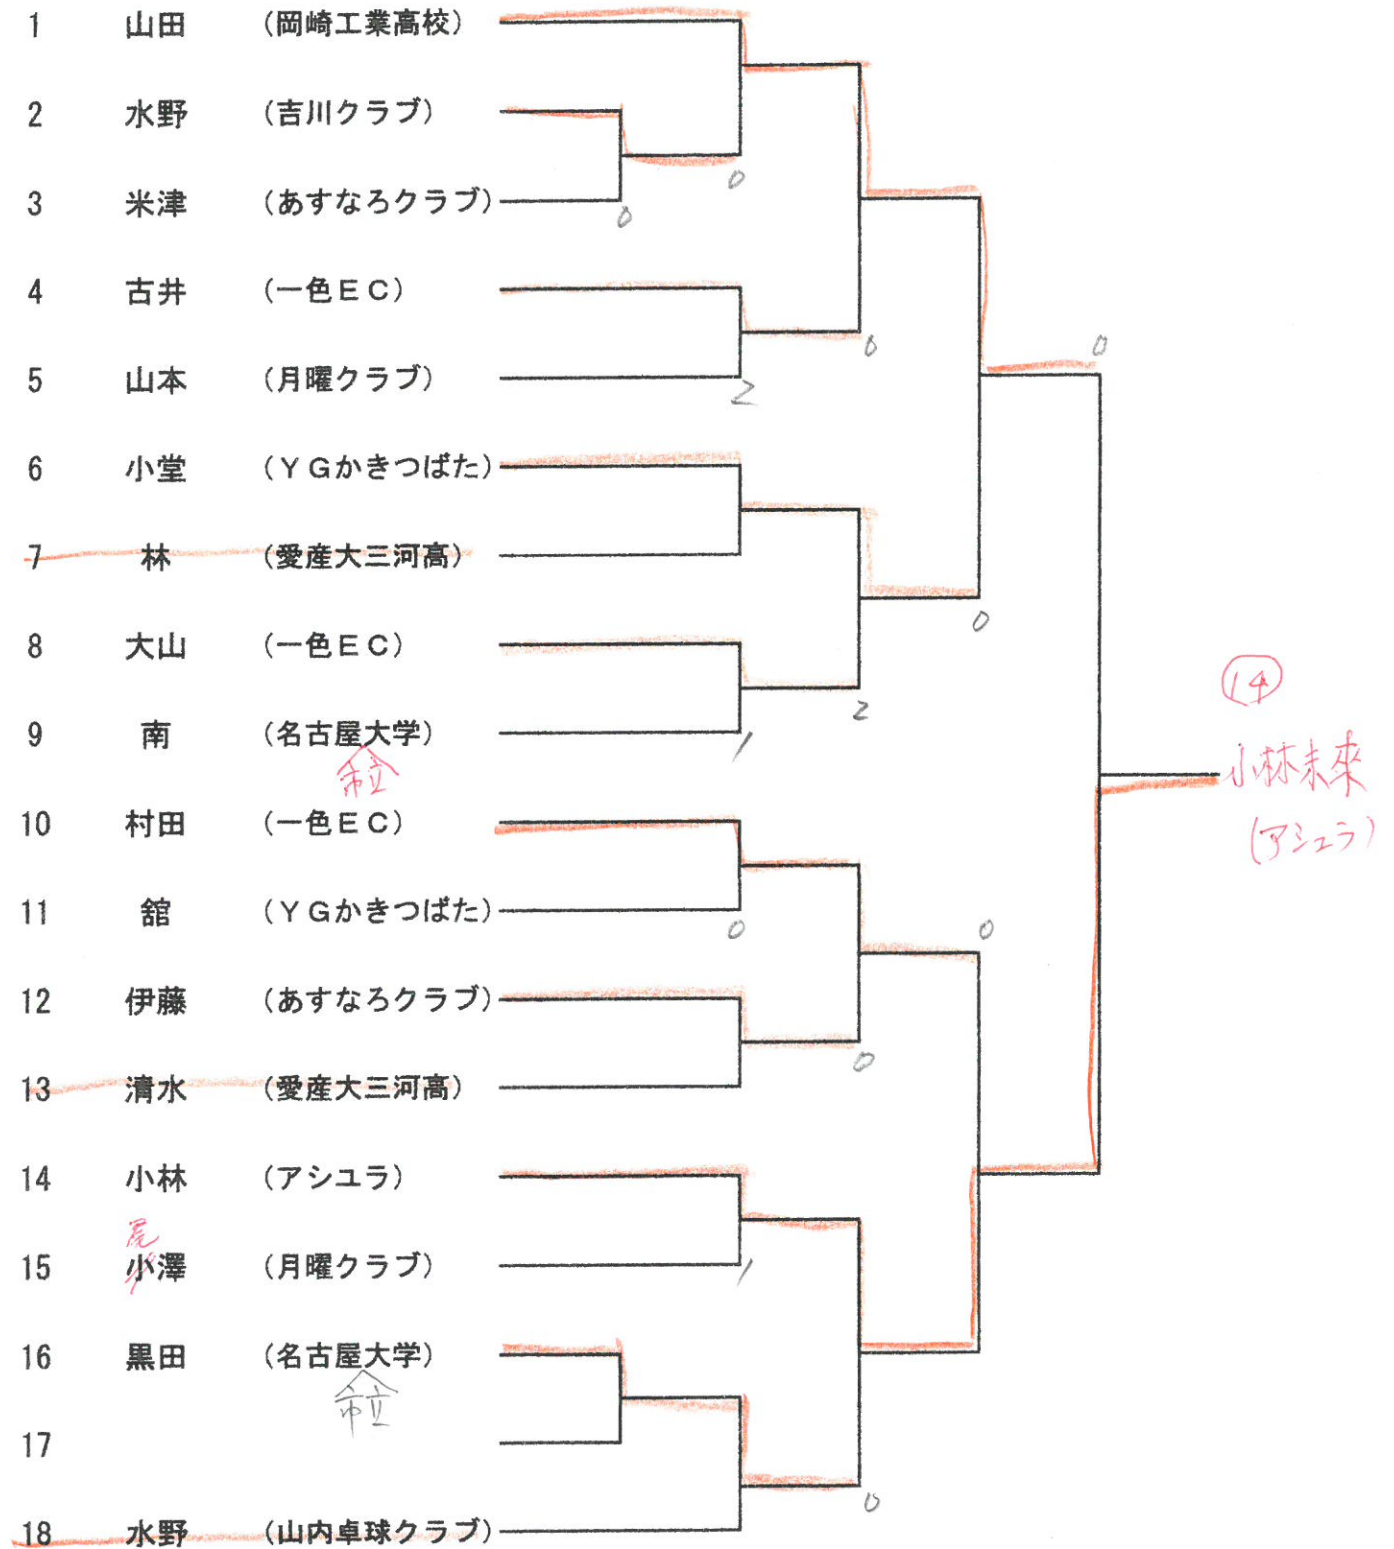 1 山田 (岡崎工業高校)
2 水野 (吉川クラブ)
0
3 米津 (あすなろクラブ)
0
4 古井 (一色EC)
0
0
5 山本 (月曜クラブ)
2
6 小堂 (YGかきつばた)
7 林 (愛産大三河高)
0
8 大山 (一色EC)
2
14
9 南 (名古屋大学)
1
市立
小林未來
(アシュラ)
10 村田 (一色EC)
11 舘 (YGかきつばた)
0
0
12 伊藤 (あすなろクラブ)
0
13 清水 (愛産大三河高)
14 小林 (アシユラ)
尾
15 小澤 (月曜クラブ)
1
16 黒田 (名古屋大学)
市立
17
0
18 水野 (山内卓球クラブ)